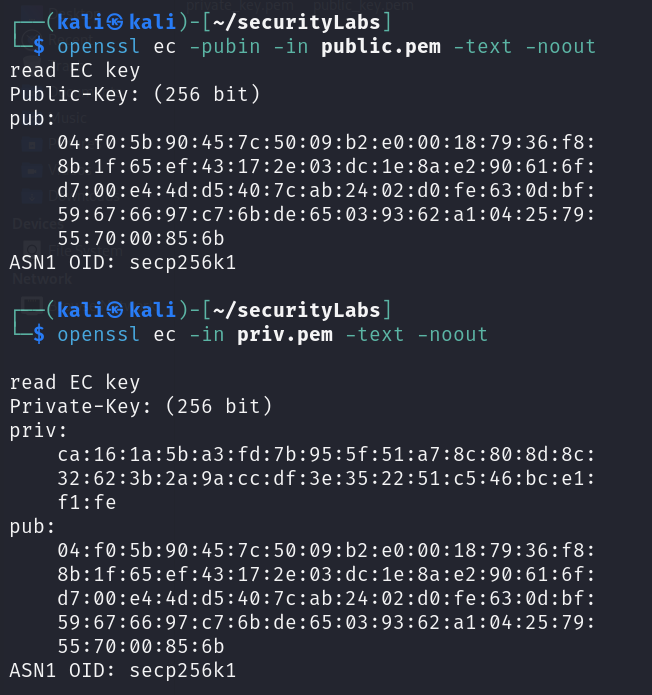 private_key.pem public_key.pem
┌──(kali㉿kali)-[~/securityLabs]
└─$ openssl ec -pubin -in public.pem -text -noout
read EC key
Public-Key: (256 bit)
pub:
    04:f0:5b:90:45:7c:50:09:b2:e0:00:18:79:36:f8:
    8b:1f:65:ef:43:17:2e:03:dc:1e:8a:e2:90:61:6f:
    d7:00:e4:4d:d5:40:7c:ab:24:02:d0:fe:63:0d:bf:
    59:67:66:97:c7:6b:de:65:03:93:62:a1:04:25:79:
    55:70:00:85:6b
ASN1 OID: secp256k1
Network
┌──(kali㉿kali)-[~/securityLabs]
└─$ openssl ec -in priv.pem -text -noout
read EC key
Private-Key: (256 bit)
priv:
    ca:16:1a:5b:a3:fd:7b:95:5f:51:a7:8c:80:8d:8c:
    32:62:3b:2a:9a:cc:df:3e:35:22:51:c5:46:bc:e1:
    f1:fe
pub:
    04:f0:5b:90:45:7c:50:09:b2:e0:00:18:79:36:f8:
    8b:1f:65:ef:43:17:2e:03:dc:1e:8a:e2:90:61:6f:
    d7:00:e4:4d:d5:40:7c:ab:24:02:d0:fe:63:0d:bf:
    59:67:66:97:c7:6b:de:65:03:93:62:a1:04:25:79:
    55:70:00:85:6b
ASN1 OID: secp256k1